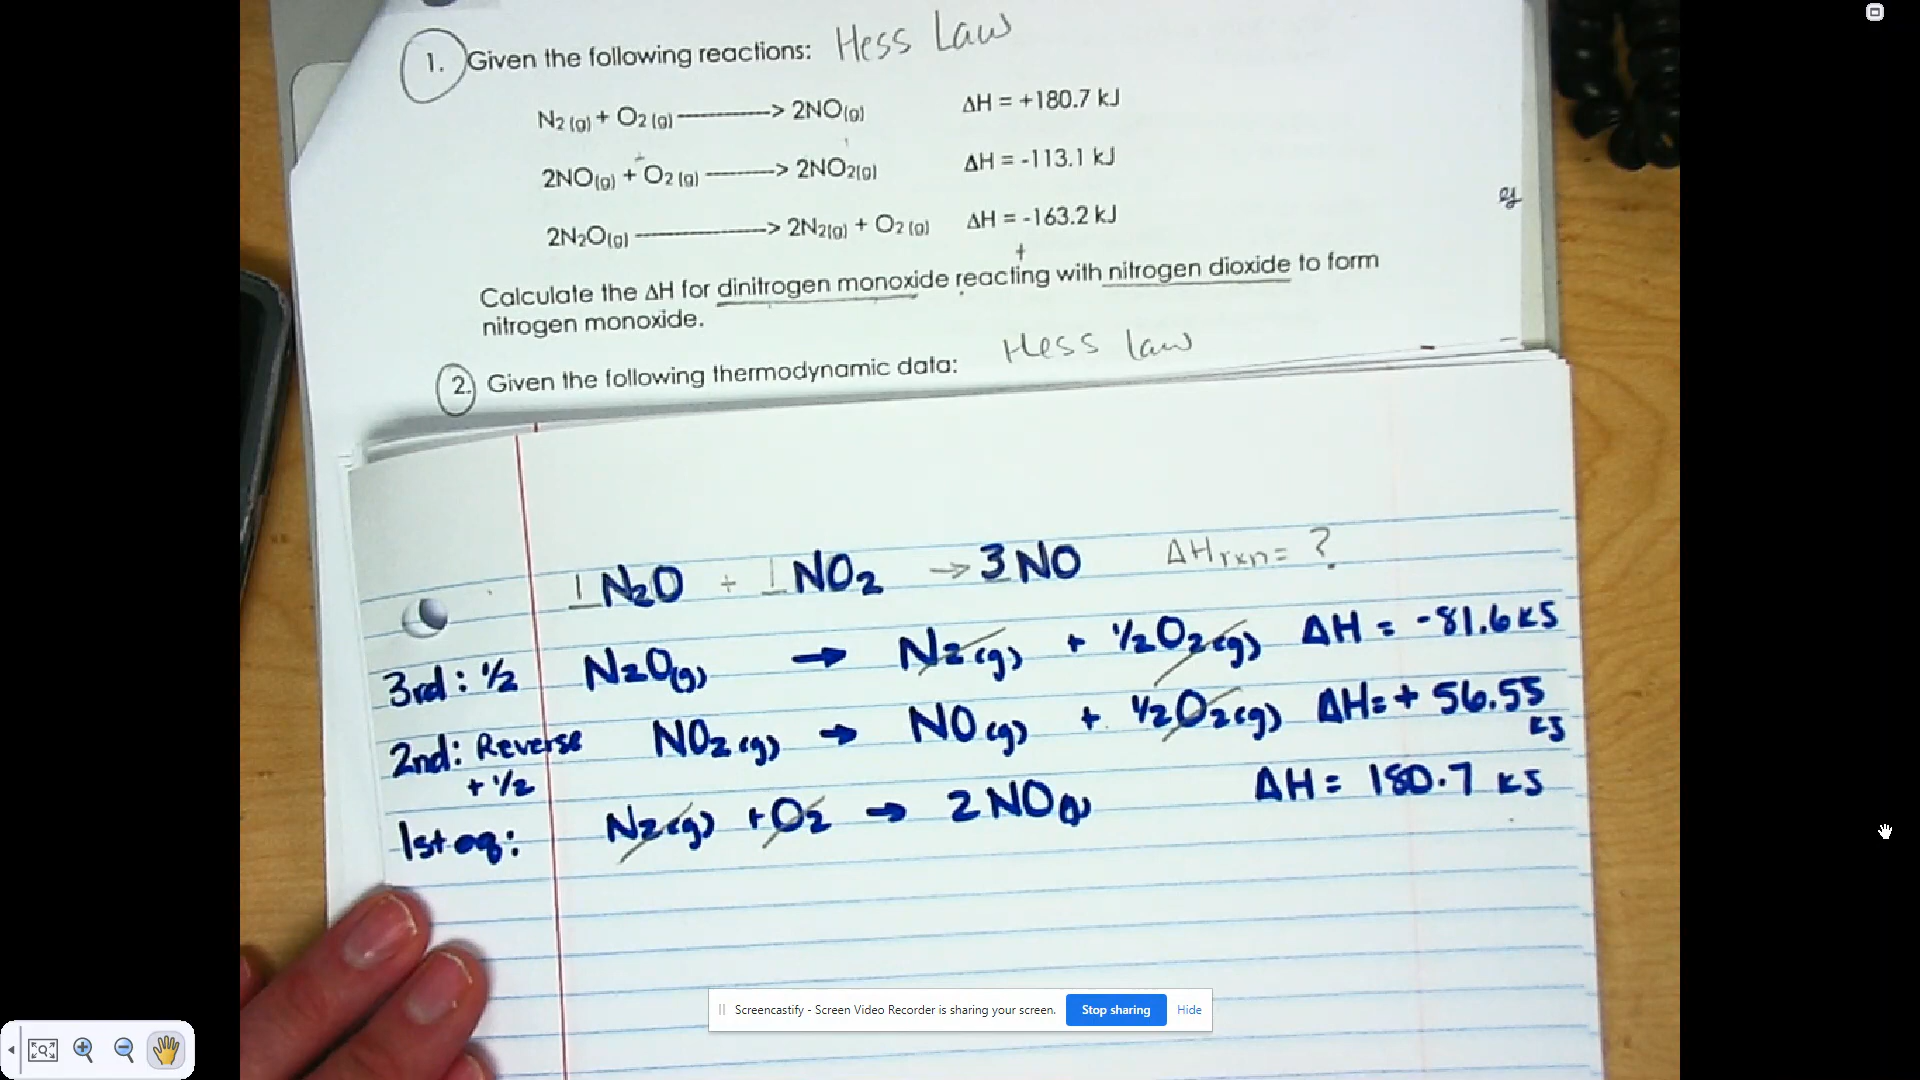 1. Given the following reactions: Hess Law
N2 (g) + O2 (g) ----------> 2NO(g) ΔH = +180.7 kJ
2NO(g) + O2 (g) --------> 2NO2(g) ΔH = -113.1 kJ
2N2O(g) --------------> 2N2(g) + O2 (g) ΔH = -163.2 kJ
+
Calculate the ΔH for dinitrogen monoxide reacting with nitrogen dioxide to form
nitrogen monoxide.
2. Given the following thermodynamic data: Hess law
1 N2O + 1 NO2 → 3 NO ΔHrxn = ?
3rd: 1/2 N2O(g) → N2(g) + 1/2 O2(g) ΔH = -81.6 kJ
2nd: Reverse NO2(g) → NO(g) + 1/2 O2(g) ΔH = + 56.55
+ 1/2 kJ
1st eq: N2(g) + O2 → 2 NO(g) ΔH = 180.7 kJ
Screencastify - Screen Video Recorder is sharing your screen. Stop sharing Hide